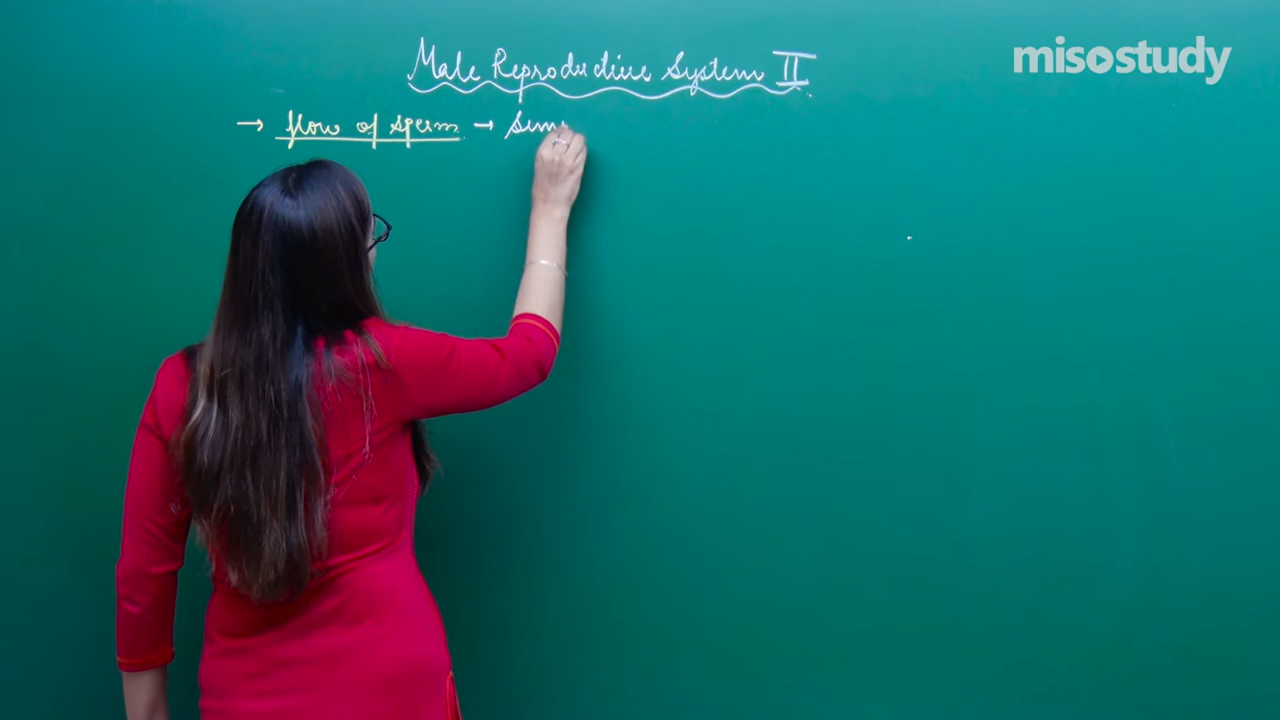 misostudy
Male Reproductive System II
→ flow of sperm →